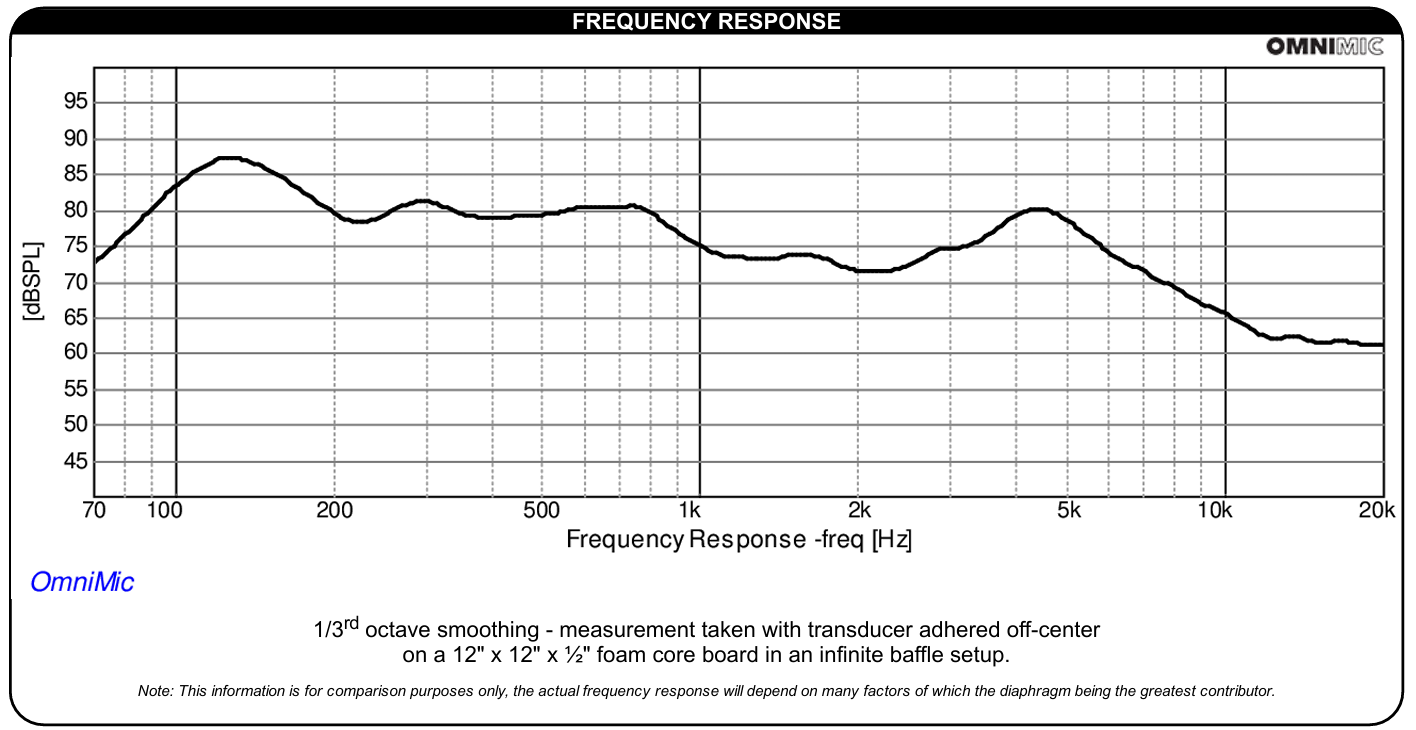 FREQUENCY RESPONSE
OMNIMIC
95
90
85
80
75
70
65
60
55
50
45
[dBSPL]
70 100 200 500 1k 2k 5k 10k 20k
Frequency Response -freq [Hz]
OmniMic
1/3rd octave smoothing - measurement taken with transducer adhered off-center
on a 12" x 12" x ½" foam core board in an infinite baffle setup.
Note: This information is for comparison purposes only, the actual frequency response will depend on many factors of which the diaphragm being the greatest contributor.